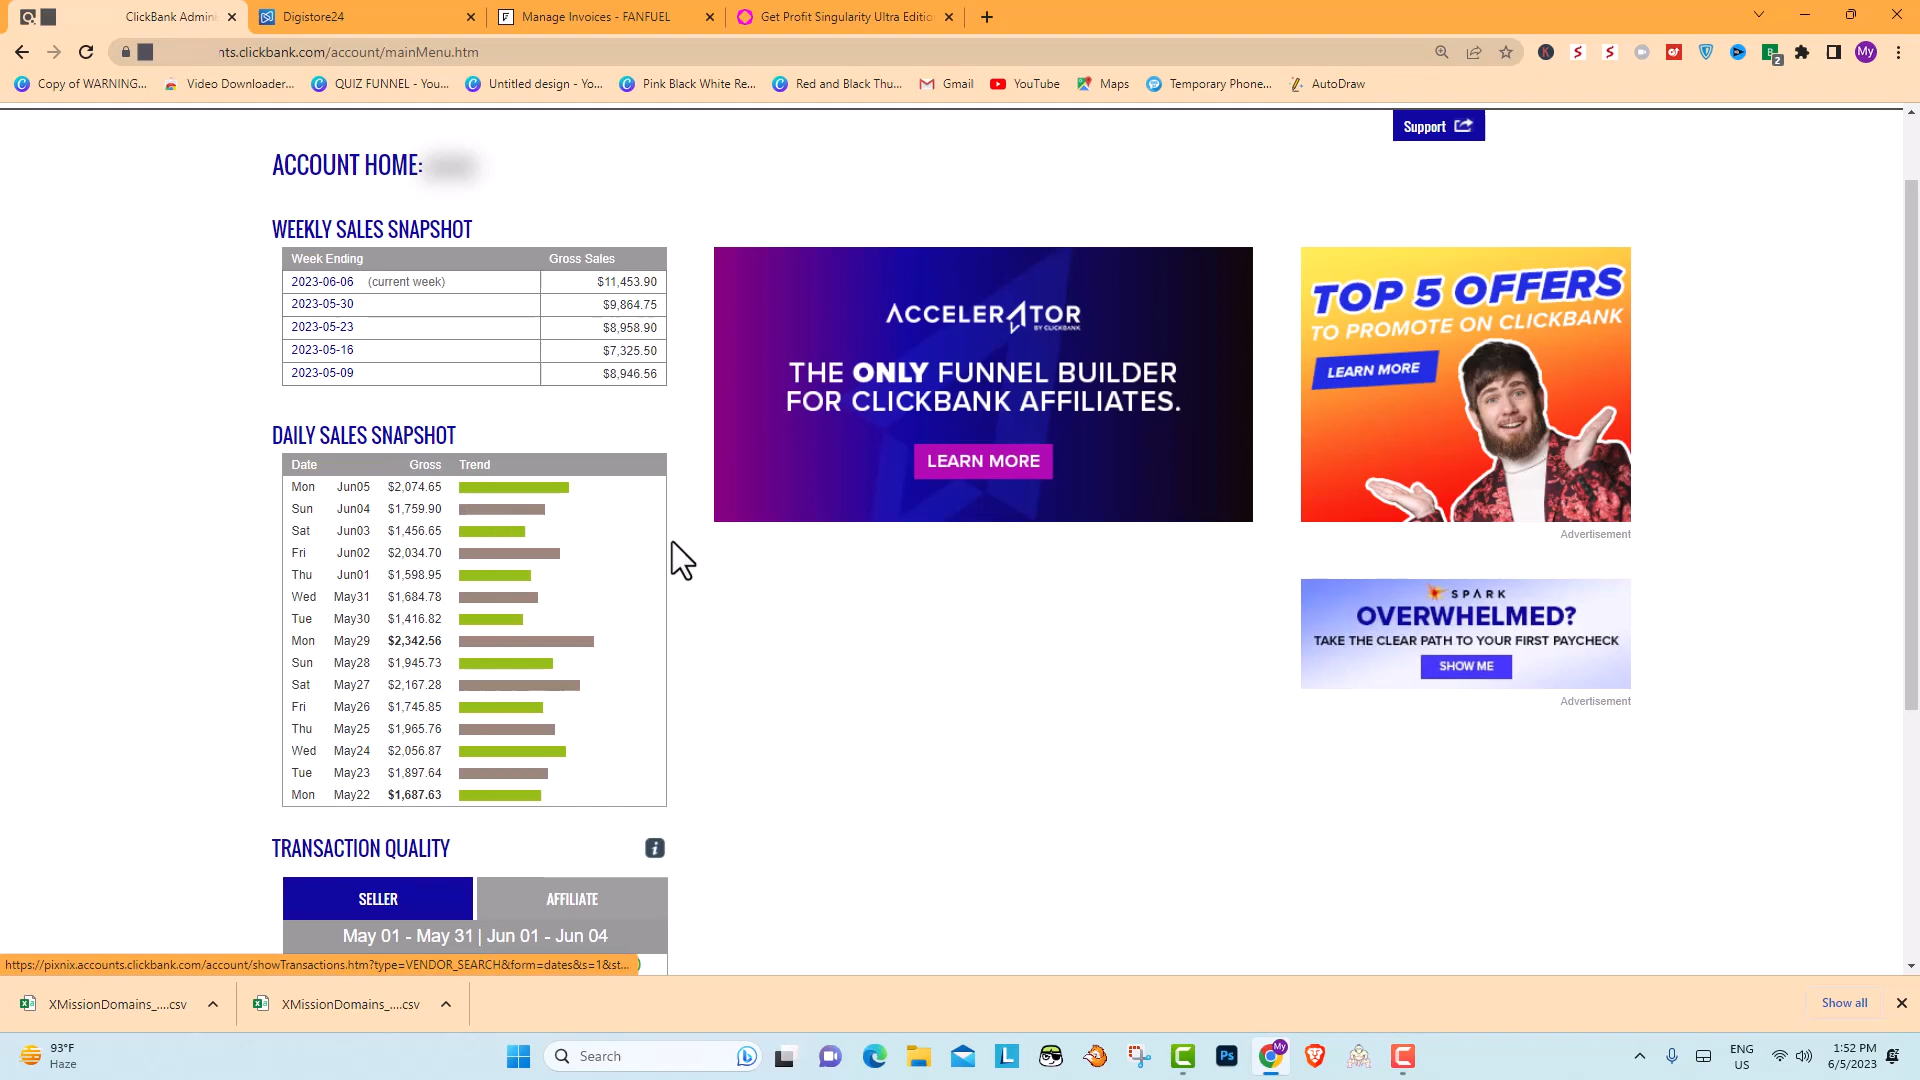 ClickBank Admin
Digistore24
Manage Invoices - FANFUEL
Get Profit Singularity Ultra Editio
nts.clickbank.com/account/mainMenu.htm
Copy of WARNING...
Video Downloader...
QUIZ FUNNEL - You...
Untitled design - Yo...
Pink Black White Re...
Red and Black Thu...
Gmail
YouTube
Maps
Temporary Phone...
AutoDraw
Support
ACCOUNT HOME:
WEEKLY SALES SNAPSHOT
Week Ending Gross Sales
2023-06-06 (current week) $11,453.90
2023-05-30 $9,864.75
2023-05-23 $8,958.90
2023-05-16 $7,325.50
2023-05-09 $8,946.56
DAILY SALES SNAPSHOT
Date Gross Trend
Mon Jun05 $2,074.65
Sun Jun04 $1,759.90
Sat Jun03 $1,456.65
Fri Jun02 $2,034.70
Thu Jun01 $1,598.95
Wed May31 $1,684.78
Tue May30 $1,416.82
Mon May29 $2,342.56
Sun May28 $1,945.73
Sat May27 $2,167.28
Fri May26 $1,745.85
Thu May25 $1,965.76
Wed May24 $2,056.87
Tue May23 $1,897.64
Mon May22 $1,687.63
TRANSACTION QUALITY
SELLER AFFILIATE
May 01 - May 31 | Jun 01 - Jun 04
ACCELERATOR
BY CLICKBANK
THE ONLY FUNNEL BUILDER
FOR CLICKBANK AFFILIATES.
LEARN MORE
TOP 5 OFFERS
TO PROMOTE ON CLICKBANK
LEARN MORE
Advertisement
SPARK
OVERWHELMED?
TAKE THE CLEAR PATH TO YOUR FIRST PAYCHECK
SHOW ME
Advertisement
https://pixnix.accounts.clickbank.com/account/showTransactions.htm?type=VENDOR_SEARCH&form=dates&s=1&st...
XMissionDomains_....csv
XMissionDomains_....csv
Show all
93°F
Haze
Search
ENG
US
1:52 PM
6/5/2023